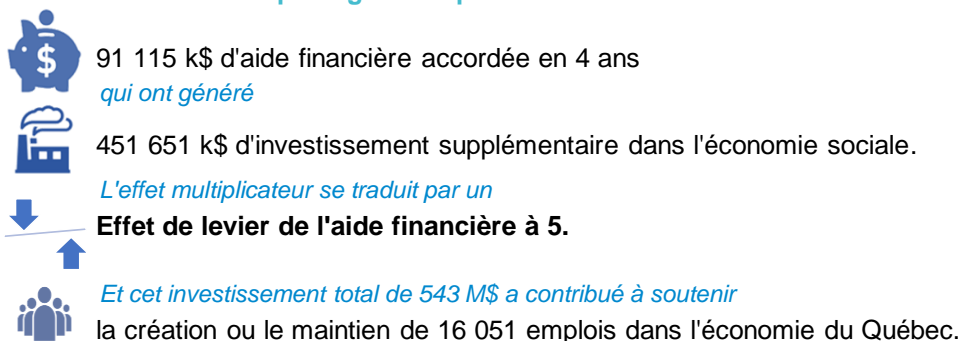 $
91 115 k$ d'aide financière accordée en 4 ans
qui ont généré
451 651 k$ d'investissement supplémentaire dans l'économie sociale.
L'effet multiplicateur se traduit par un
Effet de levier de l'aide financière à 5.
Et cet investissement total de 543 M$ a contribué à soutenir
la création ou le maintien de 16 051 emplois dans l'économie du Québec.